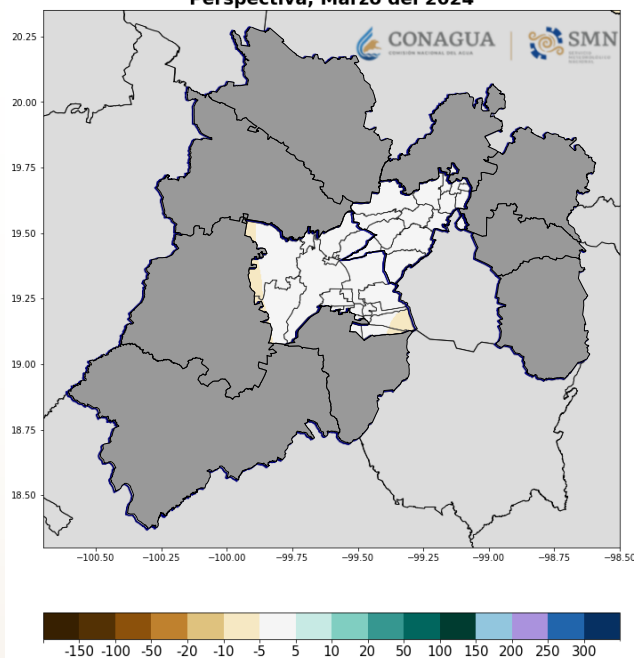 Perspectiva, Marzo del 2024
CONAGUA
COMISIÓN NACIONAL DEL AGUA
SMN
SERVICIO
METEOROLÓGICO
NACIONAL
20.25
20.00
19.75
19.50
19.25
19.00
18.75
18.50
−100.50 −100.25 −100.00 −99.75 −99.50 −99.25 −99.00 −98.75 −98.50
-150 -100 -50 -20 -10 -5 5 10 20 50 100 150 200 250 300